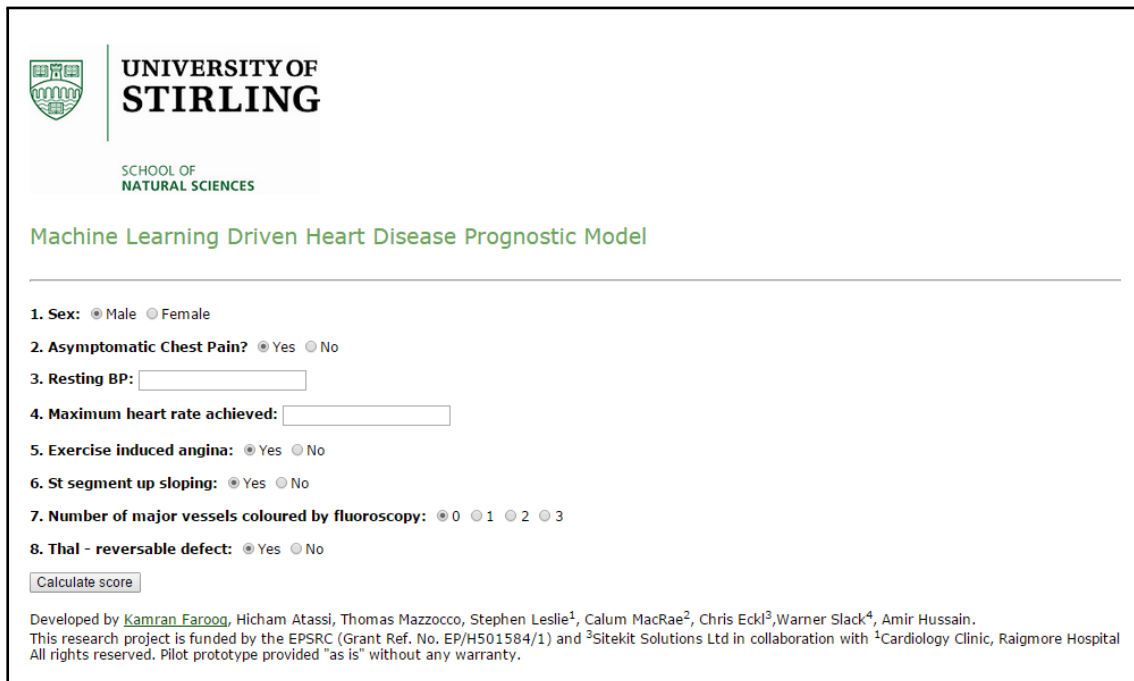 UNIVERSITY OF
STIRLING
SCHOOL OF
NATURAL SCIENCES
Machine Learning Driven Heart Disease Prognostic Model
1. Sex: Male Female
2. Asymptomatic Chest Pain? Yes No
3. Resting BP:
4. Maximum heart rate achieved:
5. Exercise induced angina: Yes No
6. St segment up sloping: Yes No
7. Number of major vessels coloured by fluoroscopy: 0 1 2 3
8. Thal - reversable defect: Yes No
Calculate score
Developed by Kamran Farooq, Hicham Atassi, Thomas Mazzocco, Stephen Leslie¹, Calum MacRae², Chris Eckl³,Warner Slack⁴, Amir Hussain.
This research project is funded by the EPSRC (Grant Ref. No. EP/H501584/1) and ³Sitekit Solutions Ltd in collaboration with ¹Cardiology Clinic, Raigmore Hospital
All rights reserved. Pilot prototype provided "as is" without any warranty.